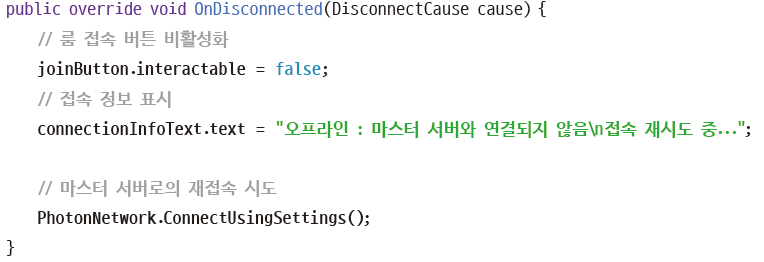 public override void OnDisconnected(DisconnectCause cause) {
// 룸 접속 버튼 비활성화
joinButton.interactable = false;
// 접속 정보 표시
connectionInfoText.text = "오프라인 : 마스터 서버와 연결되지 않음\n접속 재시도 중...";
// 마스터 서버로의 재접속 시도
PhotonNetwork.ConnectUsingSettings();
}